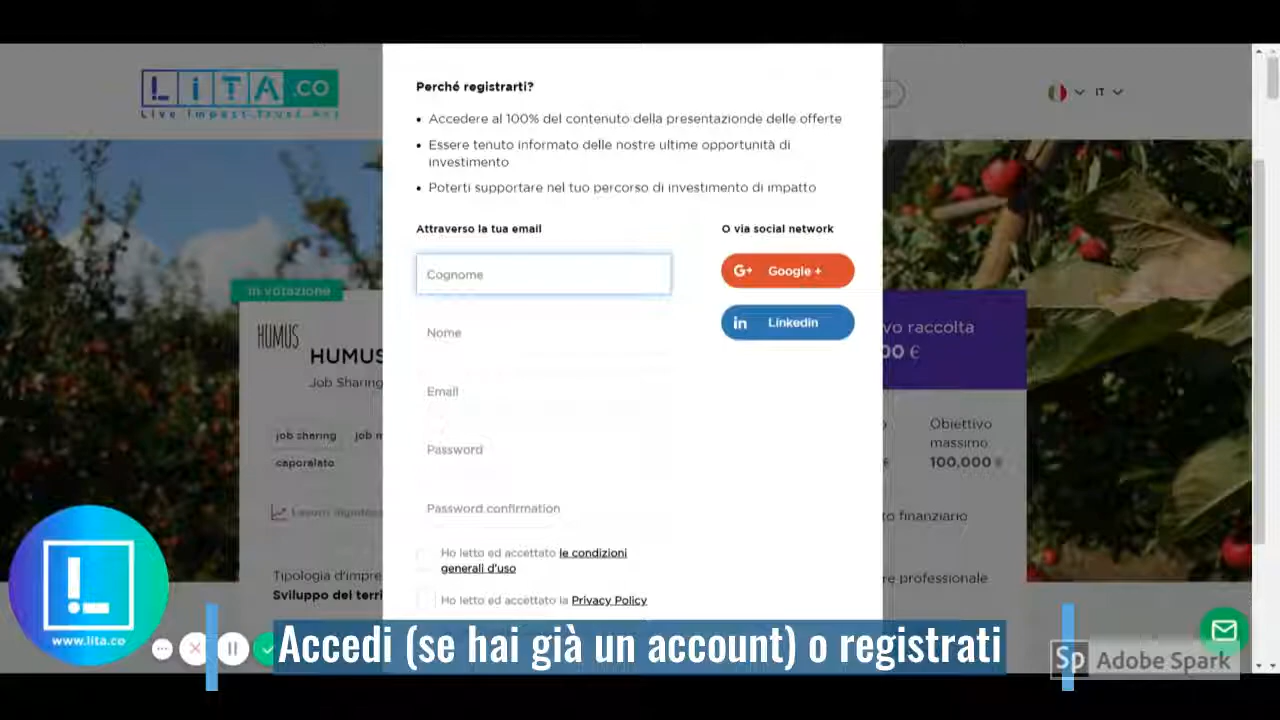 LiTA.CO
Live Impact Trust Act
IT
Perché registrarti?
Accedere al 100% del contenuto della presentazionde delle offerte
Essere tenuto informato delle nostre ultime opportunità di
investimento
Poterti supportare nel tuo percorso di investimento di impatto
Attraverso la tua email
O via social network
Cognome
G+ Google +
Nome
in Linkedin
Email
Password
Password confirmation
Ho letto ed accettato le condizioni
generali d'uso
Ho letto ed accettato la Privacy Policy
In votazione
HUMUS
HUMUS
Job Sharing
job sharing
caporalato
Tipologia d'impre
Sviluppo del terri
vo raccolta
00 €
Obiettivo
massimo
100,000 €
to finanziario
re professionale
www.lita.co
Accedi (se hai già un account) o registrati
Sp Adobe Spark